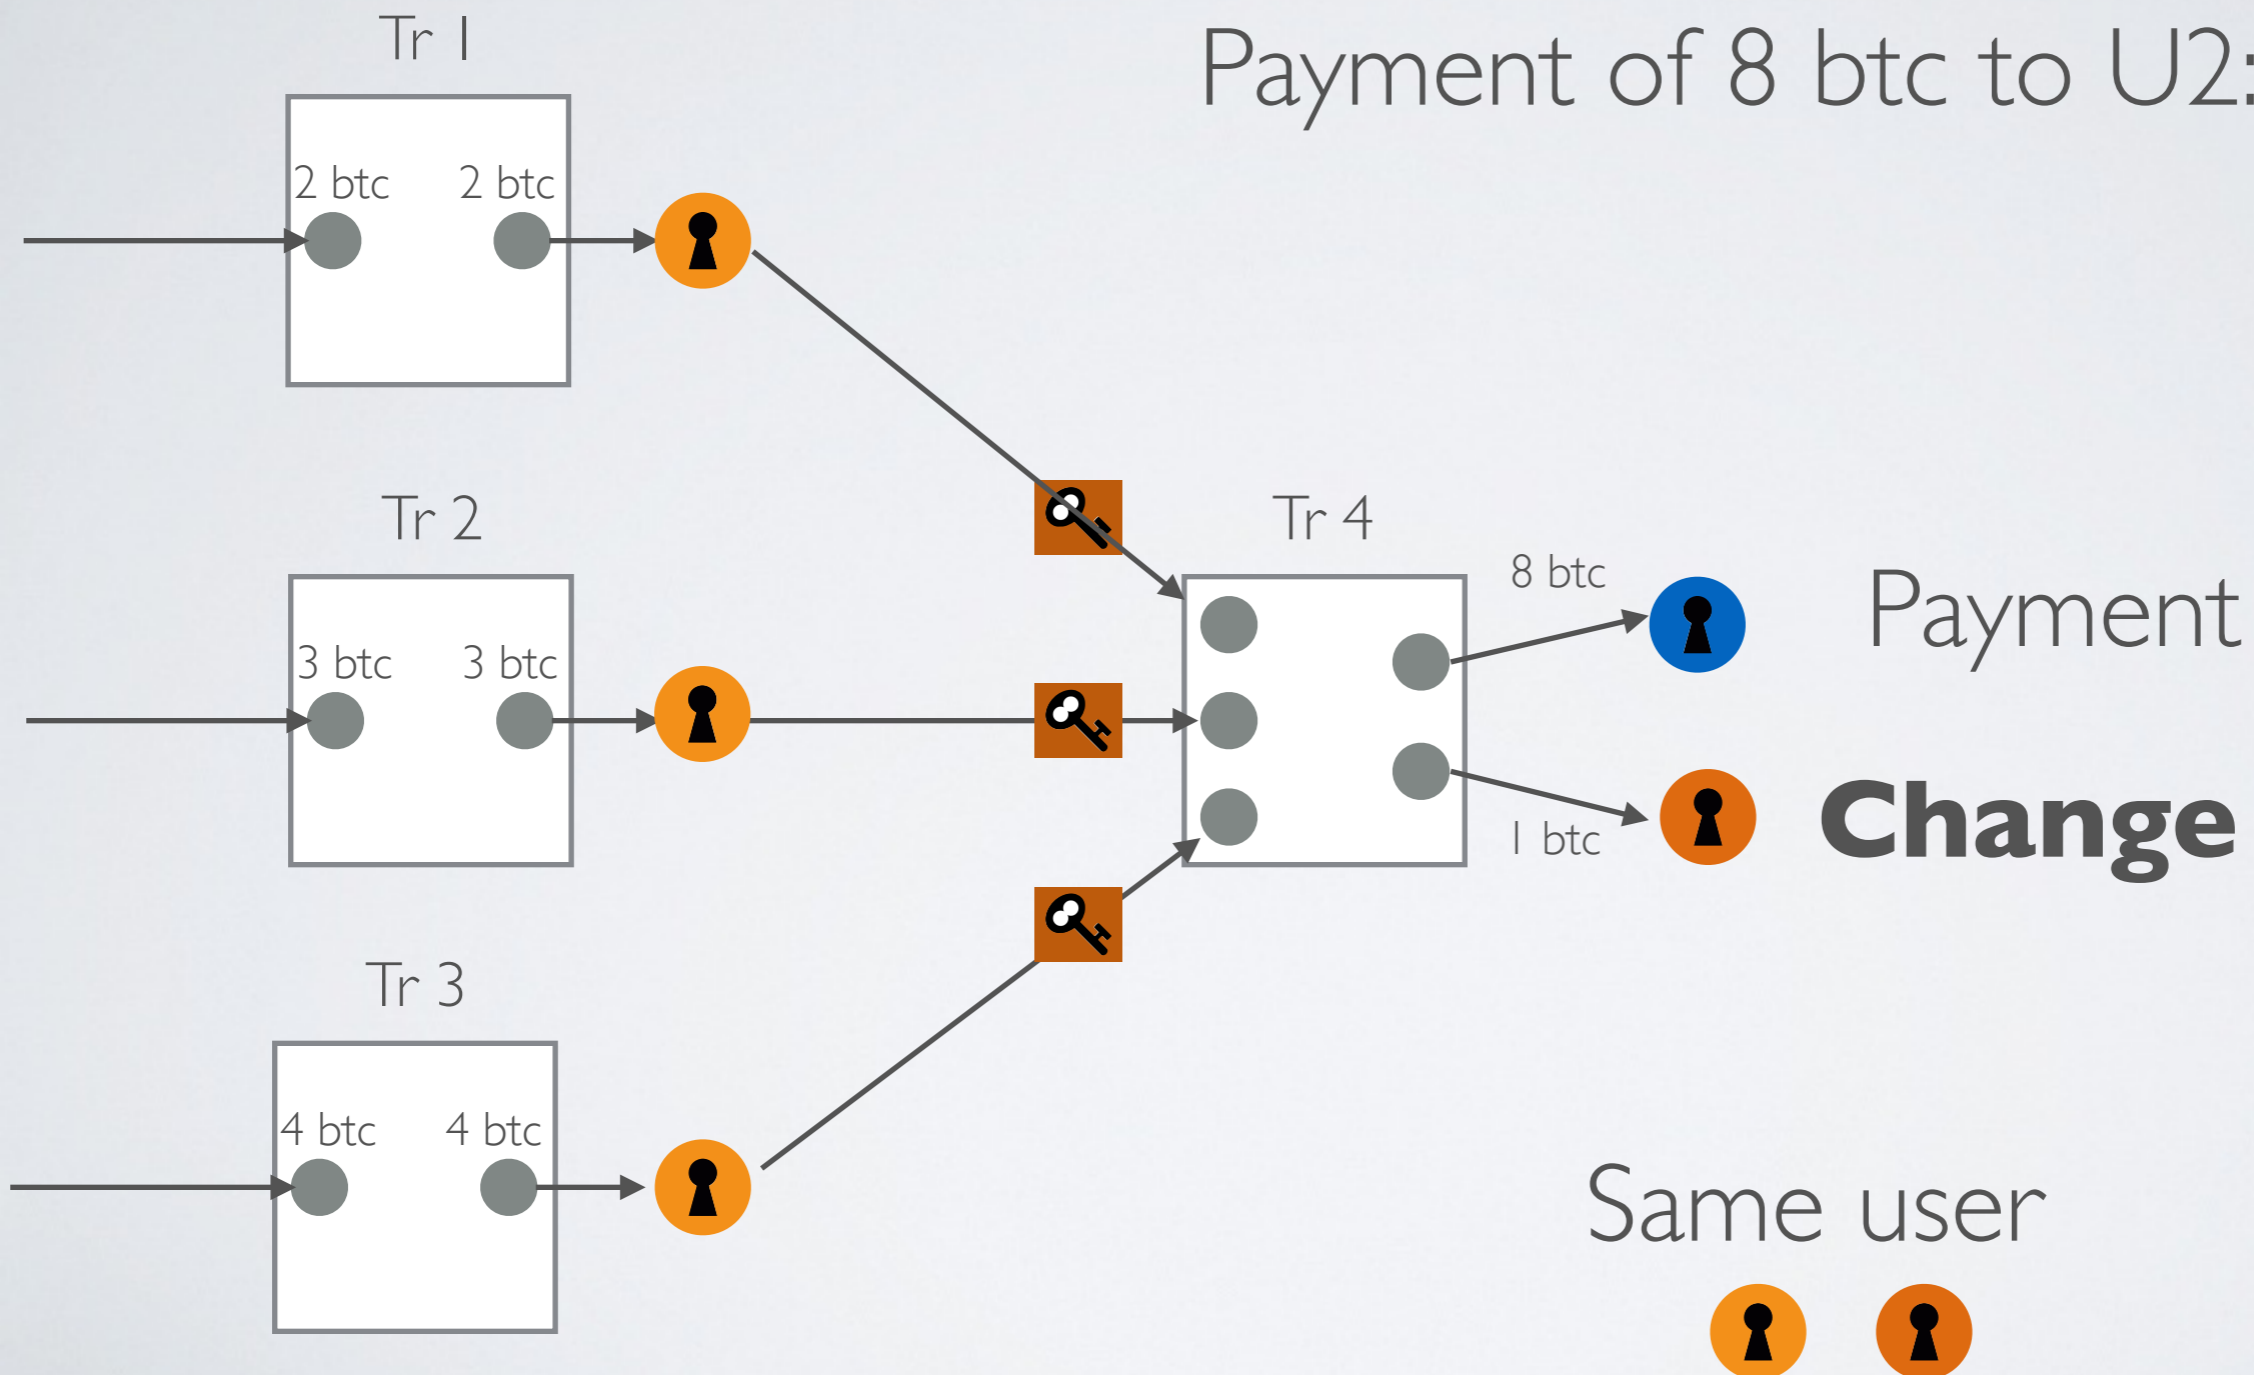 Payment of 8 btc to U2:
Tr 1
2 btc 2 btc
Tr 2
3 btc 3 btc
Tr 3
4 btc 4 btc
Tr 4
8 btc
Payment
1 btc
Change
Same user